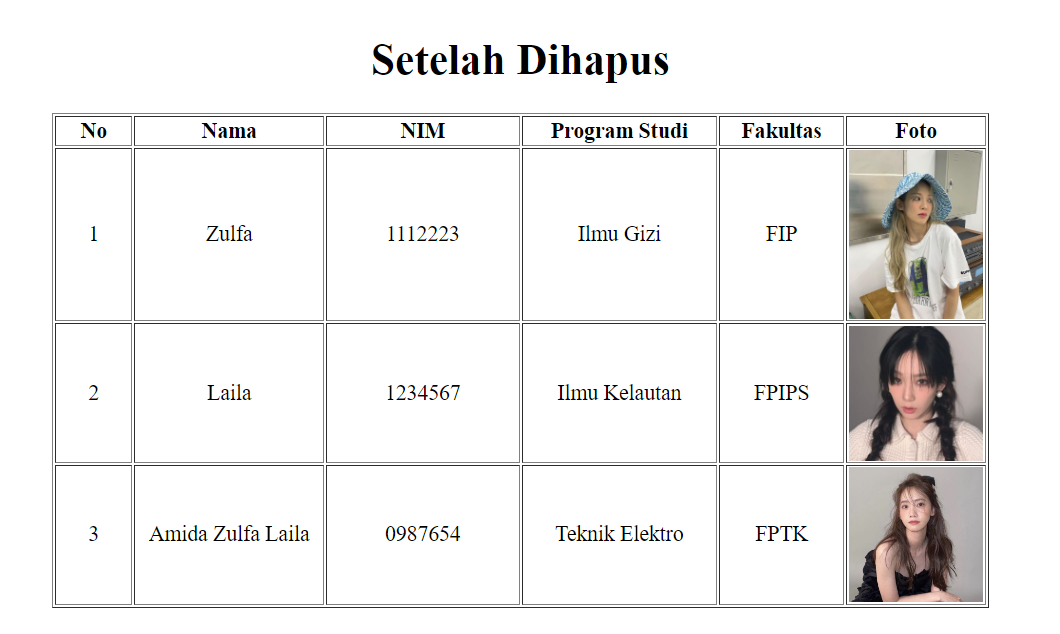 Setelah Dihapus
No Nama NIM Program Studi Fakultas Foto
1 Zulfa 1112223 Ilmu Gizi FIP
2 Laila 1234567 Ilmu Kelautan FPIPS
3 Amida Zulfa Laila 0987654 Teknik Elektro FPTK